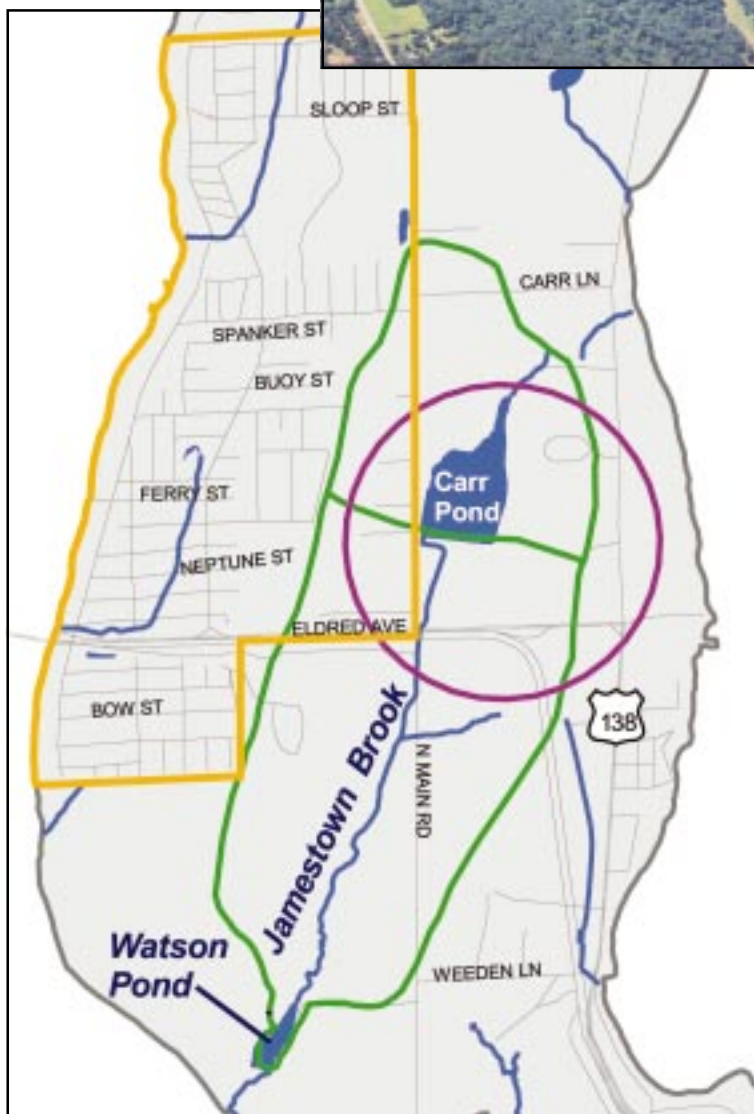 SLOOP ST
CARR LN
SPANKER ST
BUOY ST
Carr
Pond
FERRY ST
NEPTUNE ST
ELDRED AVE
BOW ST
138
Jamestown Brook
N MAIN RD
Watson
Pond
WEEDEN LN